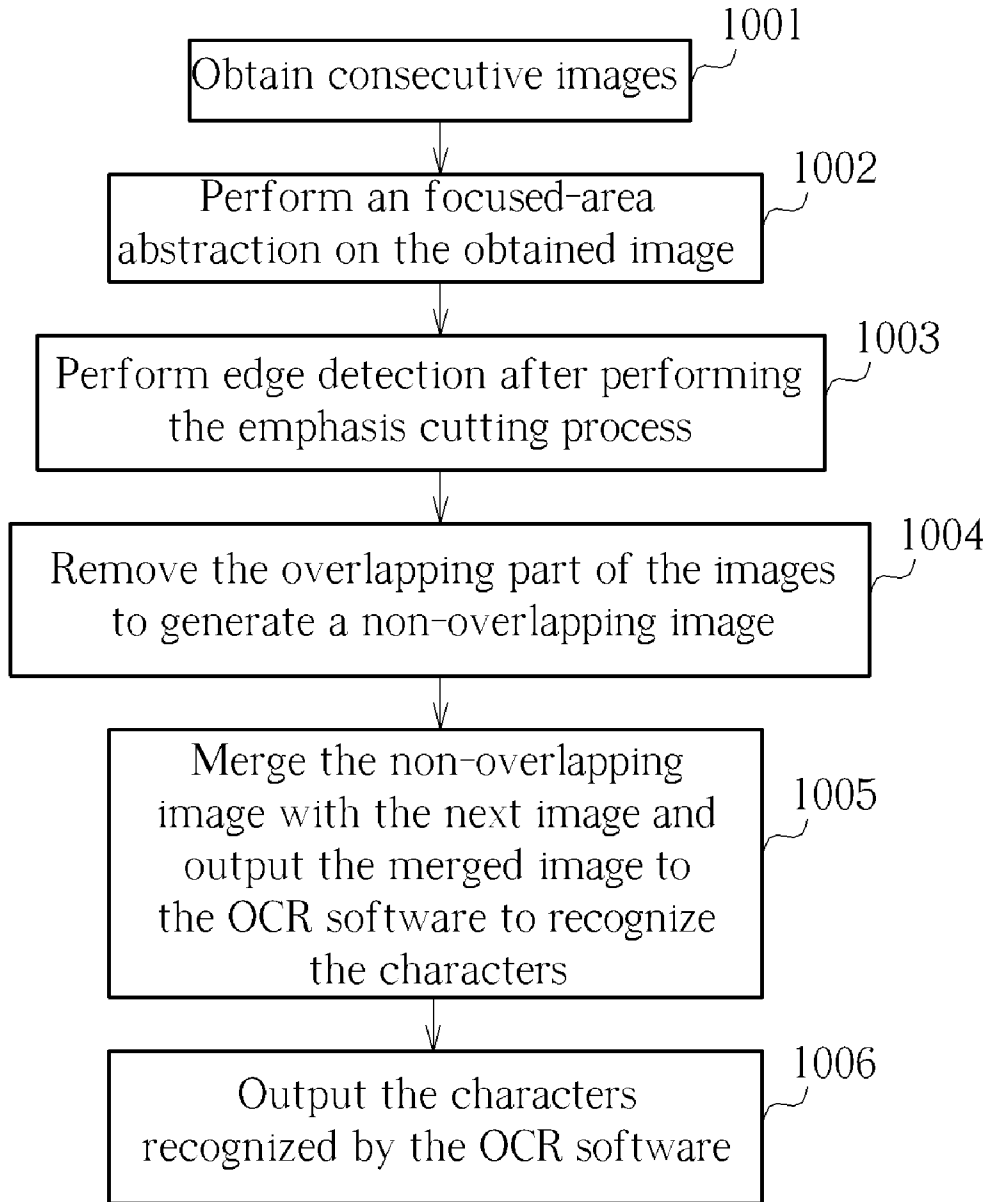 1001
Obtain consecutive images
1002
Perform an focused-area
abstraction on the obtained image
1003
Perform edge detection after performing
the emphasis cutting process
1004
Remove the overlapping part of the images
to generate a non-overlapping image
Merge the non-overlapping
image with the next image and
1005
output the merged image to
the OCR software to recognize
the characters
1006
Output the characters
recognized by the OCR software